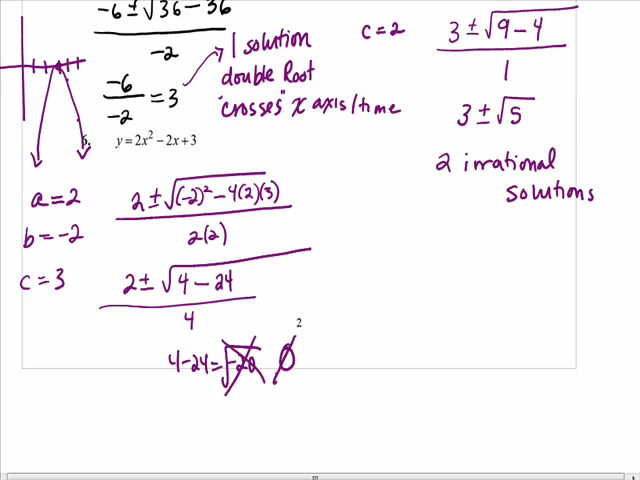 -6 ± √36 - 36
-2
-6
-2
= 3
1 solution
double Root
"crosses" x axis 1 time
c = 2
3 ± √9 - 4
1
3 ± √5
2 irrational
solutions
6. y = 2x² - 2x + 3
a = 2
b = -2
c = 3
2 ± √(-2)² - 4(2)(3)
2(2)
2 ± √4 - 24
4
2
4 - 24 = √-20 Ø